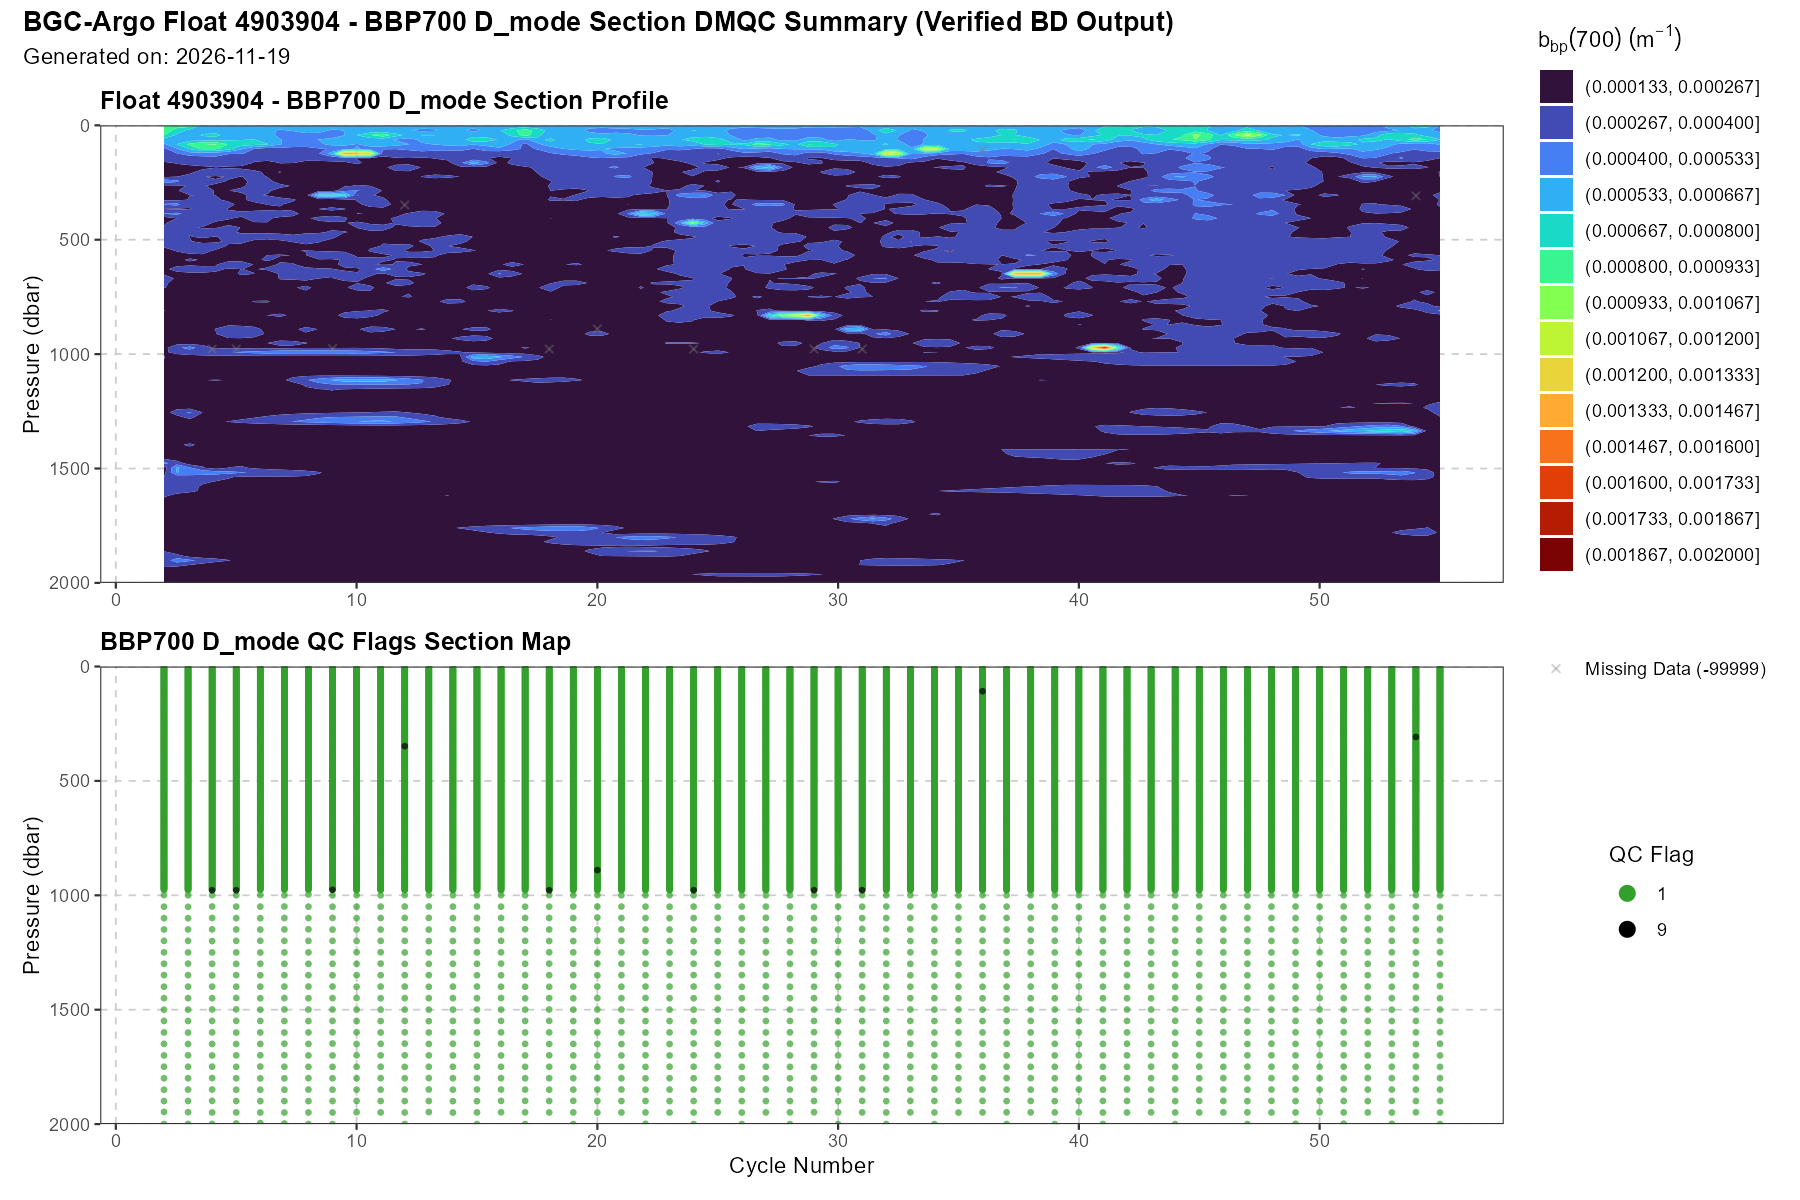 BGC-Argo Float 4903904 - BBP700 D_mode Section DMQC Summary (Verified BD Output)
Generated on: 2026-11-19
Float 4903904 - BBP700 D_mode Section Profile
Pressure (dbar)
0
500
1000
1500
2000
0 10 20 30 40 50
b_bp(700) (m⁻¹)
(0.000133, 0.000267]
(0.000267, 0.000400]
(0.000400, 0.000533]
(0.000533, 0.000667]
(0.000667, 0.000800]
(0.000800, 0.000933]
(0.000933, 0.001067]
(0.001067, 0.001200]
(0.001200, 0.001333]
(0.001333, 0.001467]
(0.001467, 0.001600]
(0.001600, 0.001733]
(0.001733, 0.001867]
(0.001867, 0.002000]
BBP700 D_mode QC Flags Section Map
Pressure (dbar)
0
500
1000
1500
2000
0 10 20 30 40 50
Cycle Number
Missing Data (-99999)
QC Flag
1
9